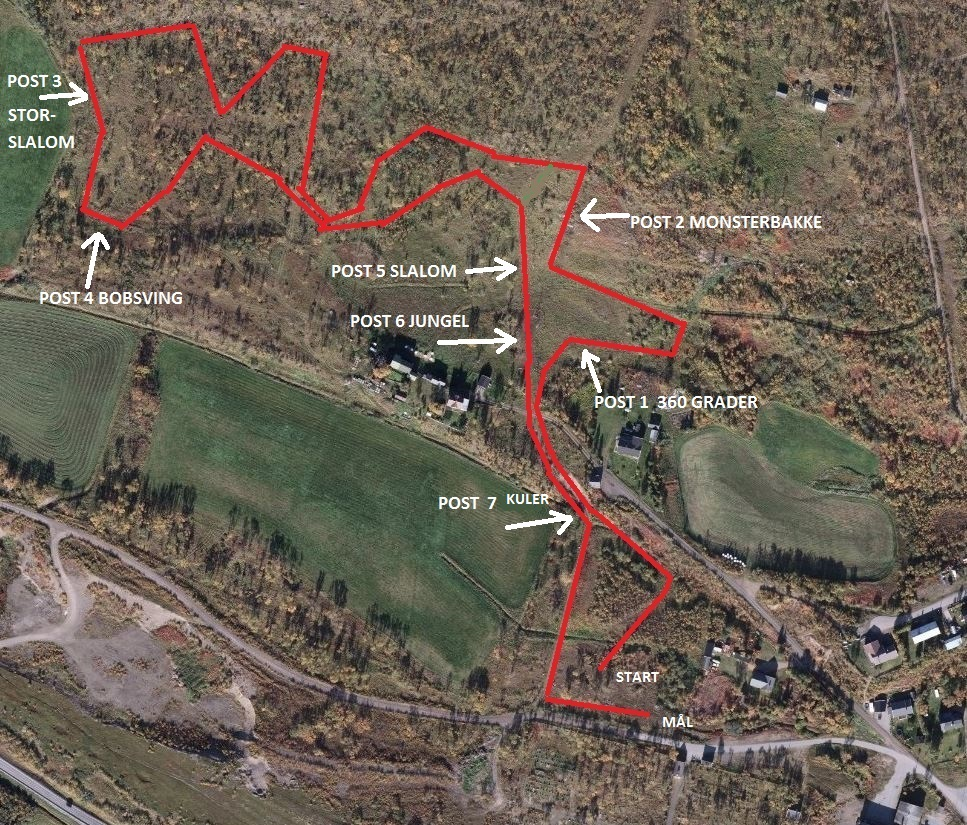 POST 3
STOR-
SLALOM
POST 2 MONSTERBAKKE
POST 5 SLALOM
POST 4 BOBSVING
POST 6 JUNGEL
POST 1 360 GRADER
POST 7 KULER
START
MÅL